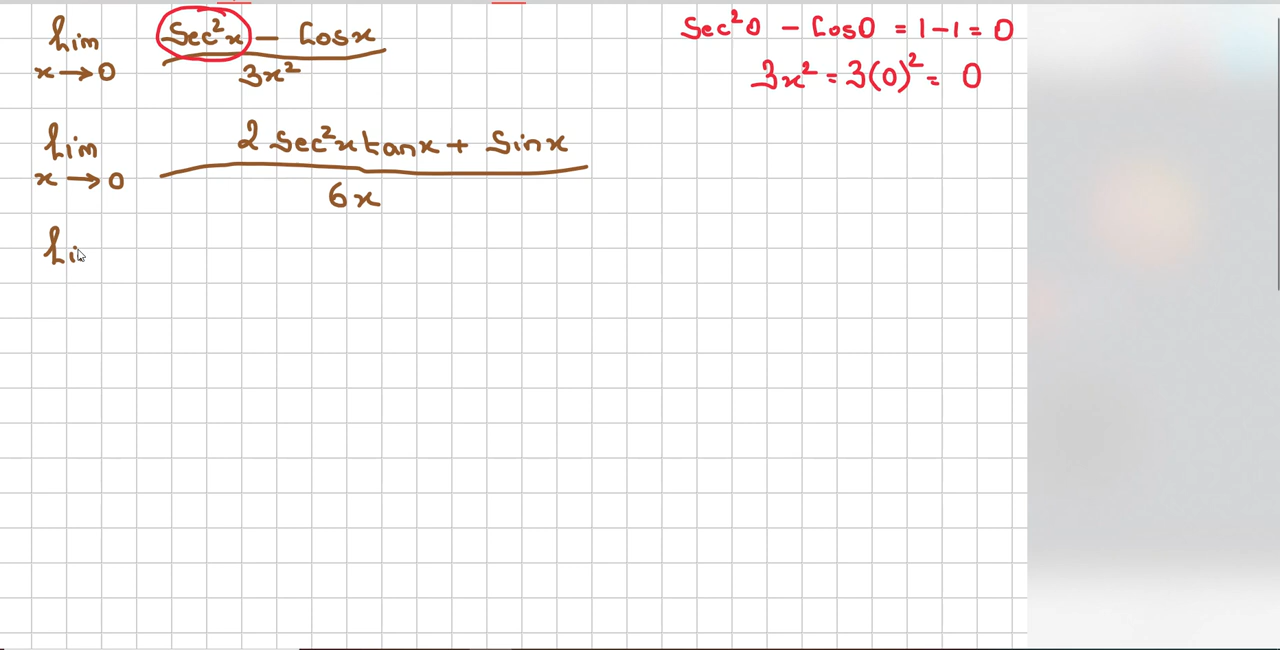 lim Sec²x - Cosx
x → 0 3x²
Sec²0 - Cos0 = 1 - 1 = 0
3x² = 3(0)² = 0
lim 2 Sec²x tanx + Sinx
x → 0 6x
li